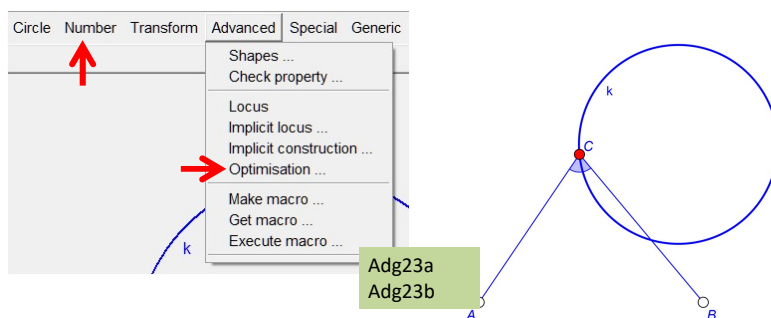 Circle Number Transform Advanced Special Generic
Shapes ...
Check property ...
Locus
Implicit locus ...
Implicit construction ...
Optimisation ...
Make macro ...
Get macro ...
Execute macro ...
k
Adg23a
Adg23b
k
C
A
B